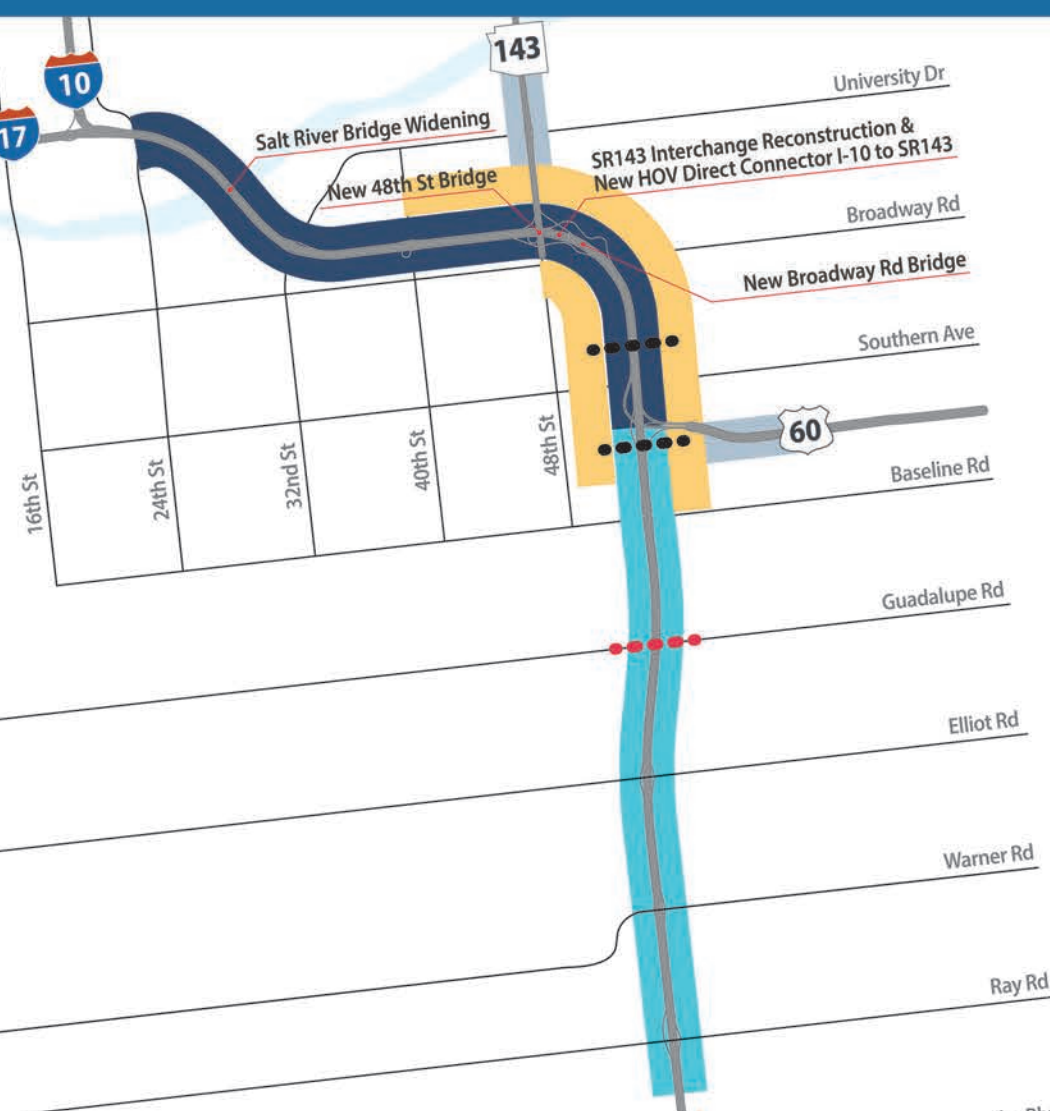 143
10
17
University Dr
Salt River Bridge Widening
SR143 Interchange Reconstruction &
New HOV Direct Connector I-10 to SR143
New 48th St Bridge
Broadway Rd
New Broadway Rd Bridge
Southern Ave
60
Baseline Rd
16th St
24th St
32nd St
40th St
48th St
Guadalupe Rd
Elliot Rd
Warner Rd
Ray Rd